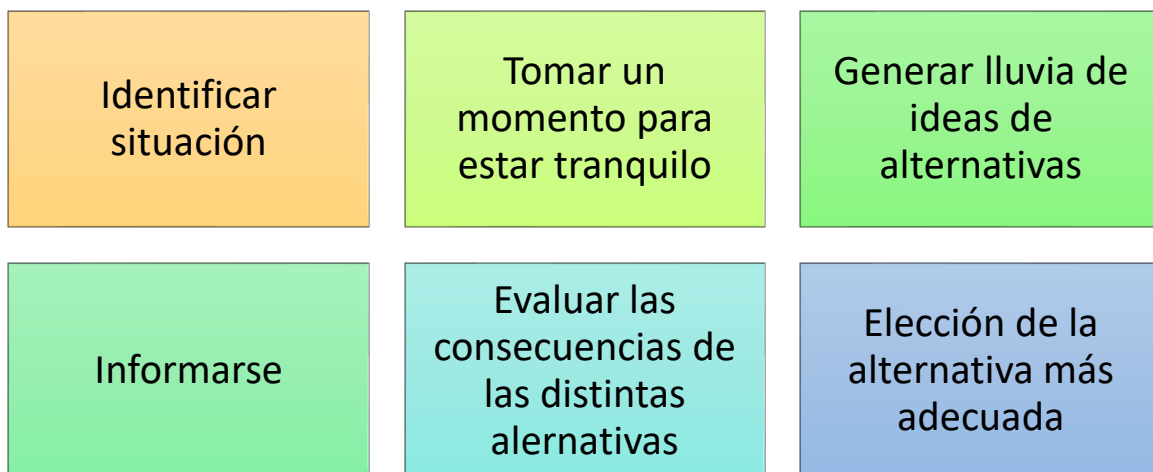 Identificar
situación
Tomar un
momento para
estar tranquilo
Generar lluvia de
ideas de
alternativas
Informarse
Evaluar las
consecuencias de
las distintas
alernativas
Elección de la
alternativa más
adecuada